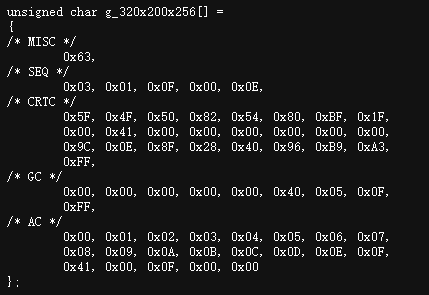 unsigned char g_320x200x256[] =
{
/* MISC */
0x63,
/* SEQ */
0x03, 0x01, 0x0F, 0x00, 0x0E,
/* CRTC */
0x5F, 0x4F, 0x50, 0x82, 0x54, 0x80, 0xBF, 0x1F,
0x00, 0x41, 0x00, 0x00, 0x00, 0x00, 0x00, 0x00,
0x9C, 0x0E, 0x8F, 0x28, 0x40, 0x96, 0xB9, 0xA3,
0xFF,
/* GC */
0x00, 0x00, 0x00, 0x00, 0x00, 0x40, 0x05, 0x0F,
0xFF,
/* AC */
0x00, 0x01, 0x02, 0x03, 0x04, 0x05, 0x06, 0x07,
0x08, 0x09, 0x0A, 0x0B, 0x0C, 0x0D, 0x0E, 0x0F,
0x41, 0x00, 0x0F, 0x00, 0x00
};